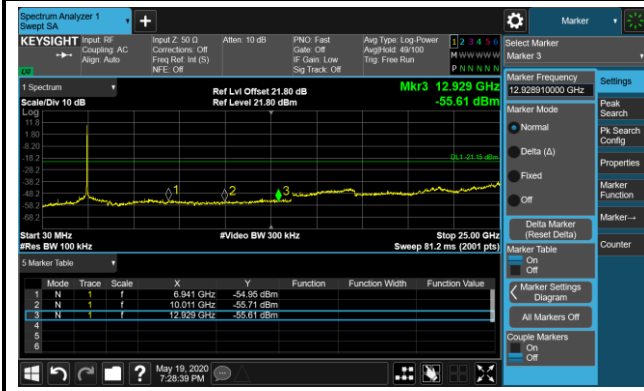 Spectrum Analyzer 1
Swept SA
+
Marker
KEYSIGHT
Input: RF
Coupling: AC
Align: Auto
Input Z: 50 Ω
Corrections: Off
Freq Ref: Int (S)
NFE: Off
Atten: 10 dB
PNO: Fast
Gate: Off
IF Gain: Low
Sig Track: Off
Avg Type: Log-Power
Avg|Hold: 49/100
Trig: Free Run
1 2 3 4 5 6
M W W W W W
P N N N N N
1 Spectrum
Scale/Div 10 dB
Log
Ref Lvl Offset 21.80 dB
Ref Level 21.80 dBm
Mkr3 12.929 GHz
-55.61 dBm
11.8
1.80
-8.20
-18.2
-28.2
-38.2
-48.2
-58.2
-68.2
DL1 -21.15 dBm
1
2
3
Start 30 MHz
#Res BW 100 kHz
#Video BW 300 kHz
Stop 25.00 GHz
Sweep 81.2 ms (2001 pts)
5 Marker Table
Mode Trace Scale X Y Function Function Width Function Value
1 N 1 f 6.941 GHz -54.95 dBm
2 N 1 f 10.011 GHz -55.71 dBm
3 N 1 f 12.929 GHz -55.61 dBm
4
5
6
May 19, 2020
7:28:39 PM
?
Select Marker
Marker 3
Marker Frequency
12.928910000 GHz
Marker Mode
Normal
Delta (Δ)
Fixed
Off
Delta Marker
(Reset Delta)
Marker Table
On
Off
Marker Settings
Diagram
All Markers Off
Couple Markers
On
Off
Settings
Peak
Search
Pk Search
Config
Properties
Marker
Function
Marker→
Counter